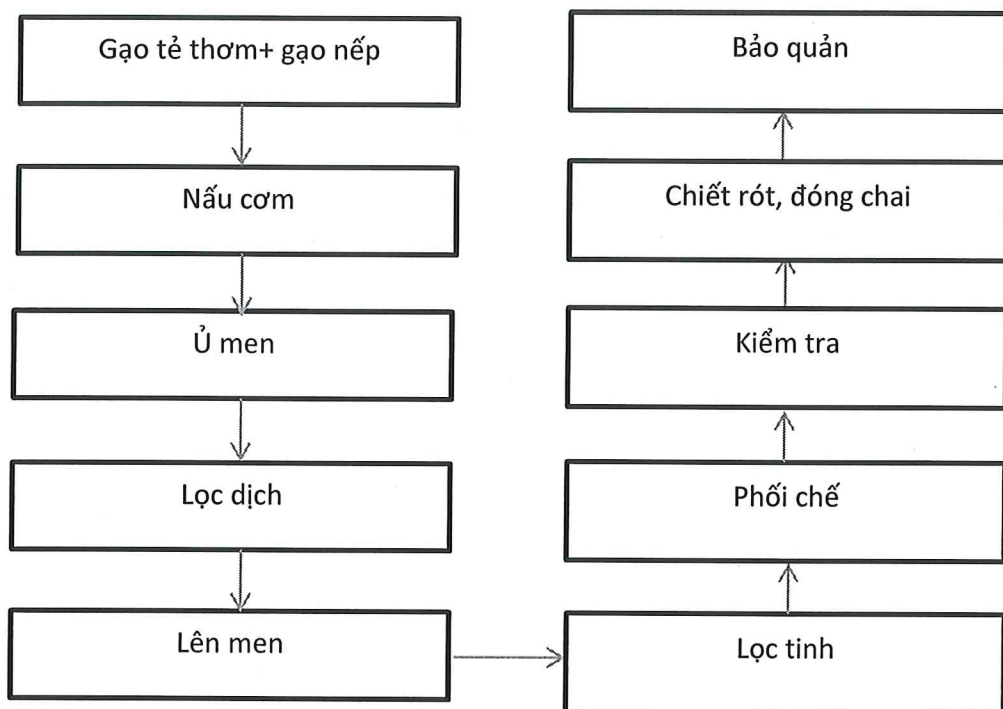 Gạo tẻ thơm+ gạo nếp
Nấu cơm
Ủ men
Lọc dịch
Lên men
Lọc tinh
Phối chế
Kiểm tra
Chiết rót, đóng chai
Bảo quản